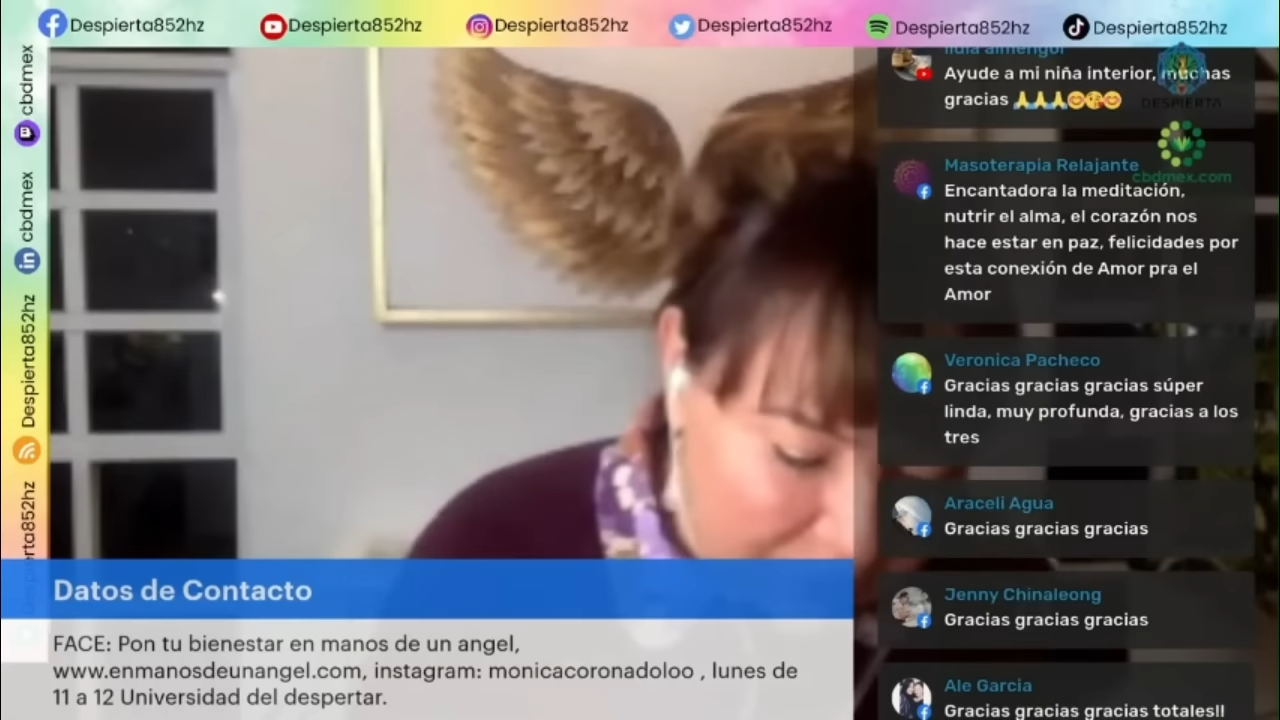 Despierta852hz
Despierta852hz
Despierta852hz
Despierta852hz
Despierta852hz
Despierta852hz
cbdmex
cbdmex
Despierta852hz
Ayude a mi niña interior, muchas
gracias 🙏🙏🙏😊😘😊
DESPIERTA
cbdmex.com
Masoterapia Relajante
Encantadora la meditación,
nutrir el alma, el corazón nos
hace estar en paz, felicidades por
esta conexión de Amor pra el
Amor
Veronica Pacheco
Gracias gracias gracias súper
linda, muy profunda, gracias a los
tres
Araceli Agua
Gracias gracias gracias
Jenny Chinaleong
Gracias gracias gracias
Ale Garcia
Gracias gracias gracias totales!!
Datos de Contacto
FACE: Pon tu bienestar en manos de un angel,
www.enmanosdeunangel.com, instagram: monicacoronadoloo , lunes de
11 a 12 Universidad del despertar.